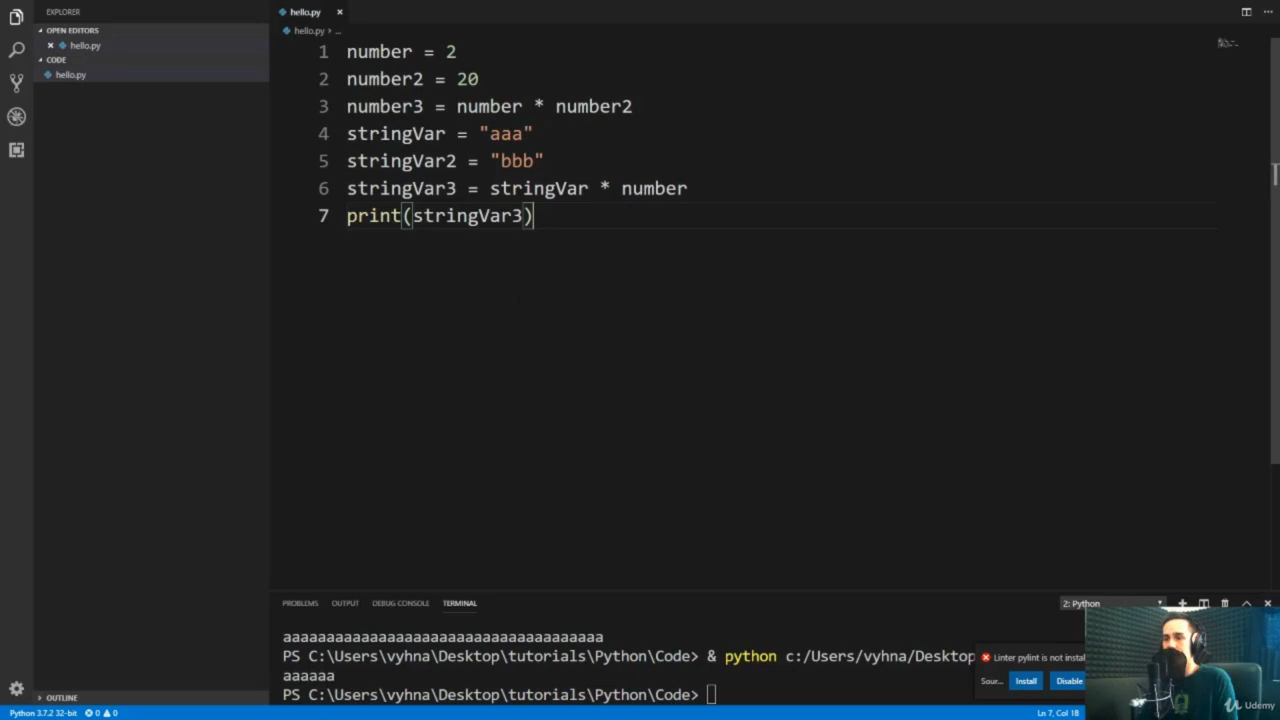 EXPLORER
OPEN EDITORS
hello.py
CODE
hello.py
OUTLINE
hello.py
hello.py › ...
1 number = 2
2 number2 = 20
3 number3 = number * number2
4 stringVar = "aaa"
5 stringVar2 = "bbb"
6 stringVar3 = stringVar * number
7 print(stringVar3)
PROBLEMS OUTPUT DEBUG CONSOLE TERMINAL
2: Python
PS C:\Users\vyhna\Desktop\tutorials\Python\Code> & python c:/Users/vyhna/Desktop
aaaaaa
PS C:\Users\vyhna\Desktop\tutorials\Python\Code>
Linter pylint is not instal
Sour... Install Disable
Python 3.7.2 32-bit 0 0
Ln 7, Col 18
Udemy